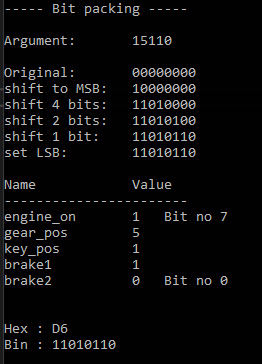 ----- Bit packing -----
Argument: 15110
Original: 00000000
shift to MSB: 10000000
shift 4 bits: 11010000
shift 2 bits: 11010100
shift 1 bit: 11010110
set LSB: 11010110
Name Value
-----------------------
engine_on 1 Bit no 7
gear_pos 5
key_pos 1
brake1 1
brake2 0 Bit no 0
Hex : D6
Bin : 11010110